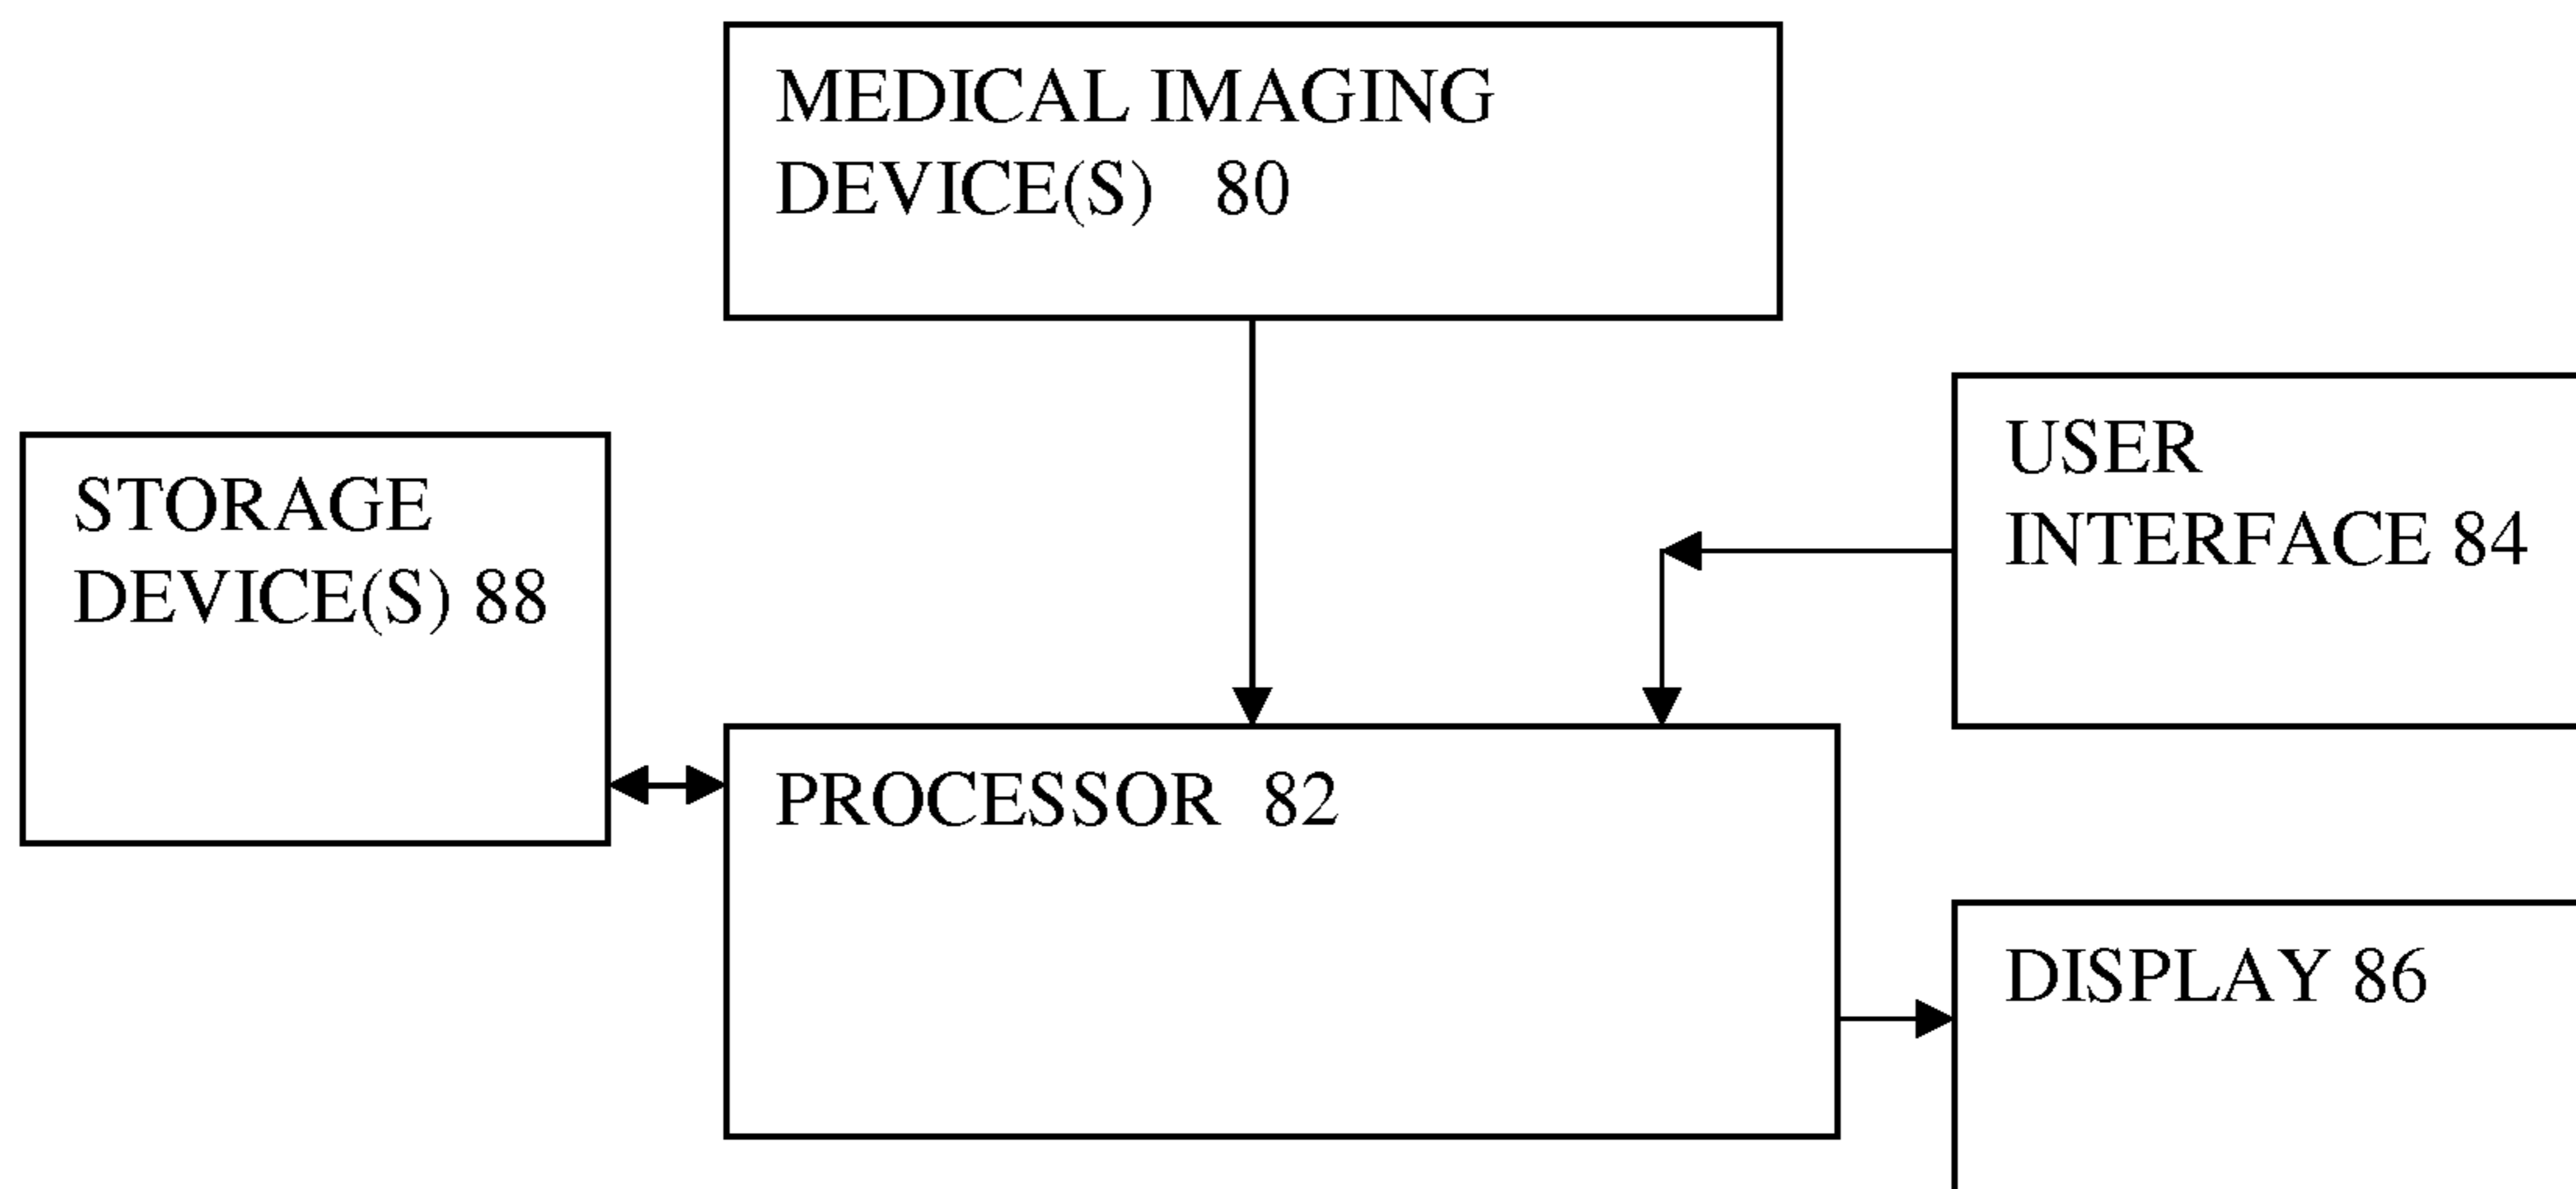 MEDICAL IMAGING
DEVICE(S) 80
STORAGE
DEVICE(S) 88
USER
INTERFACE 84
PROCESSOR 82
DISPLAY 86